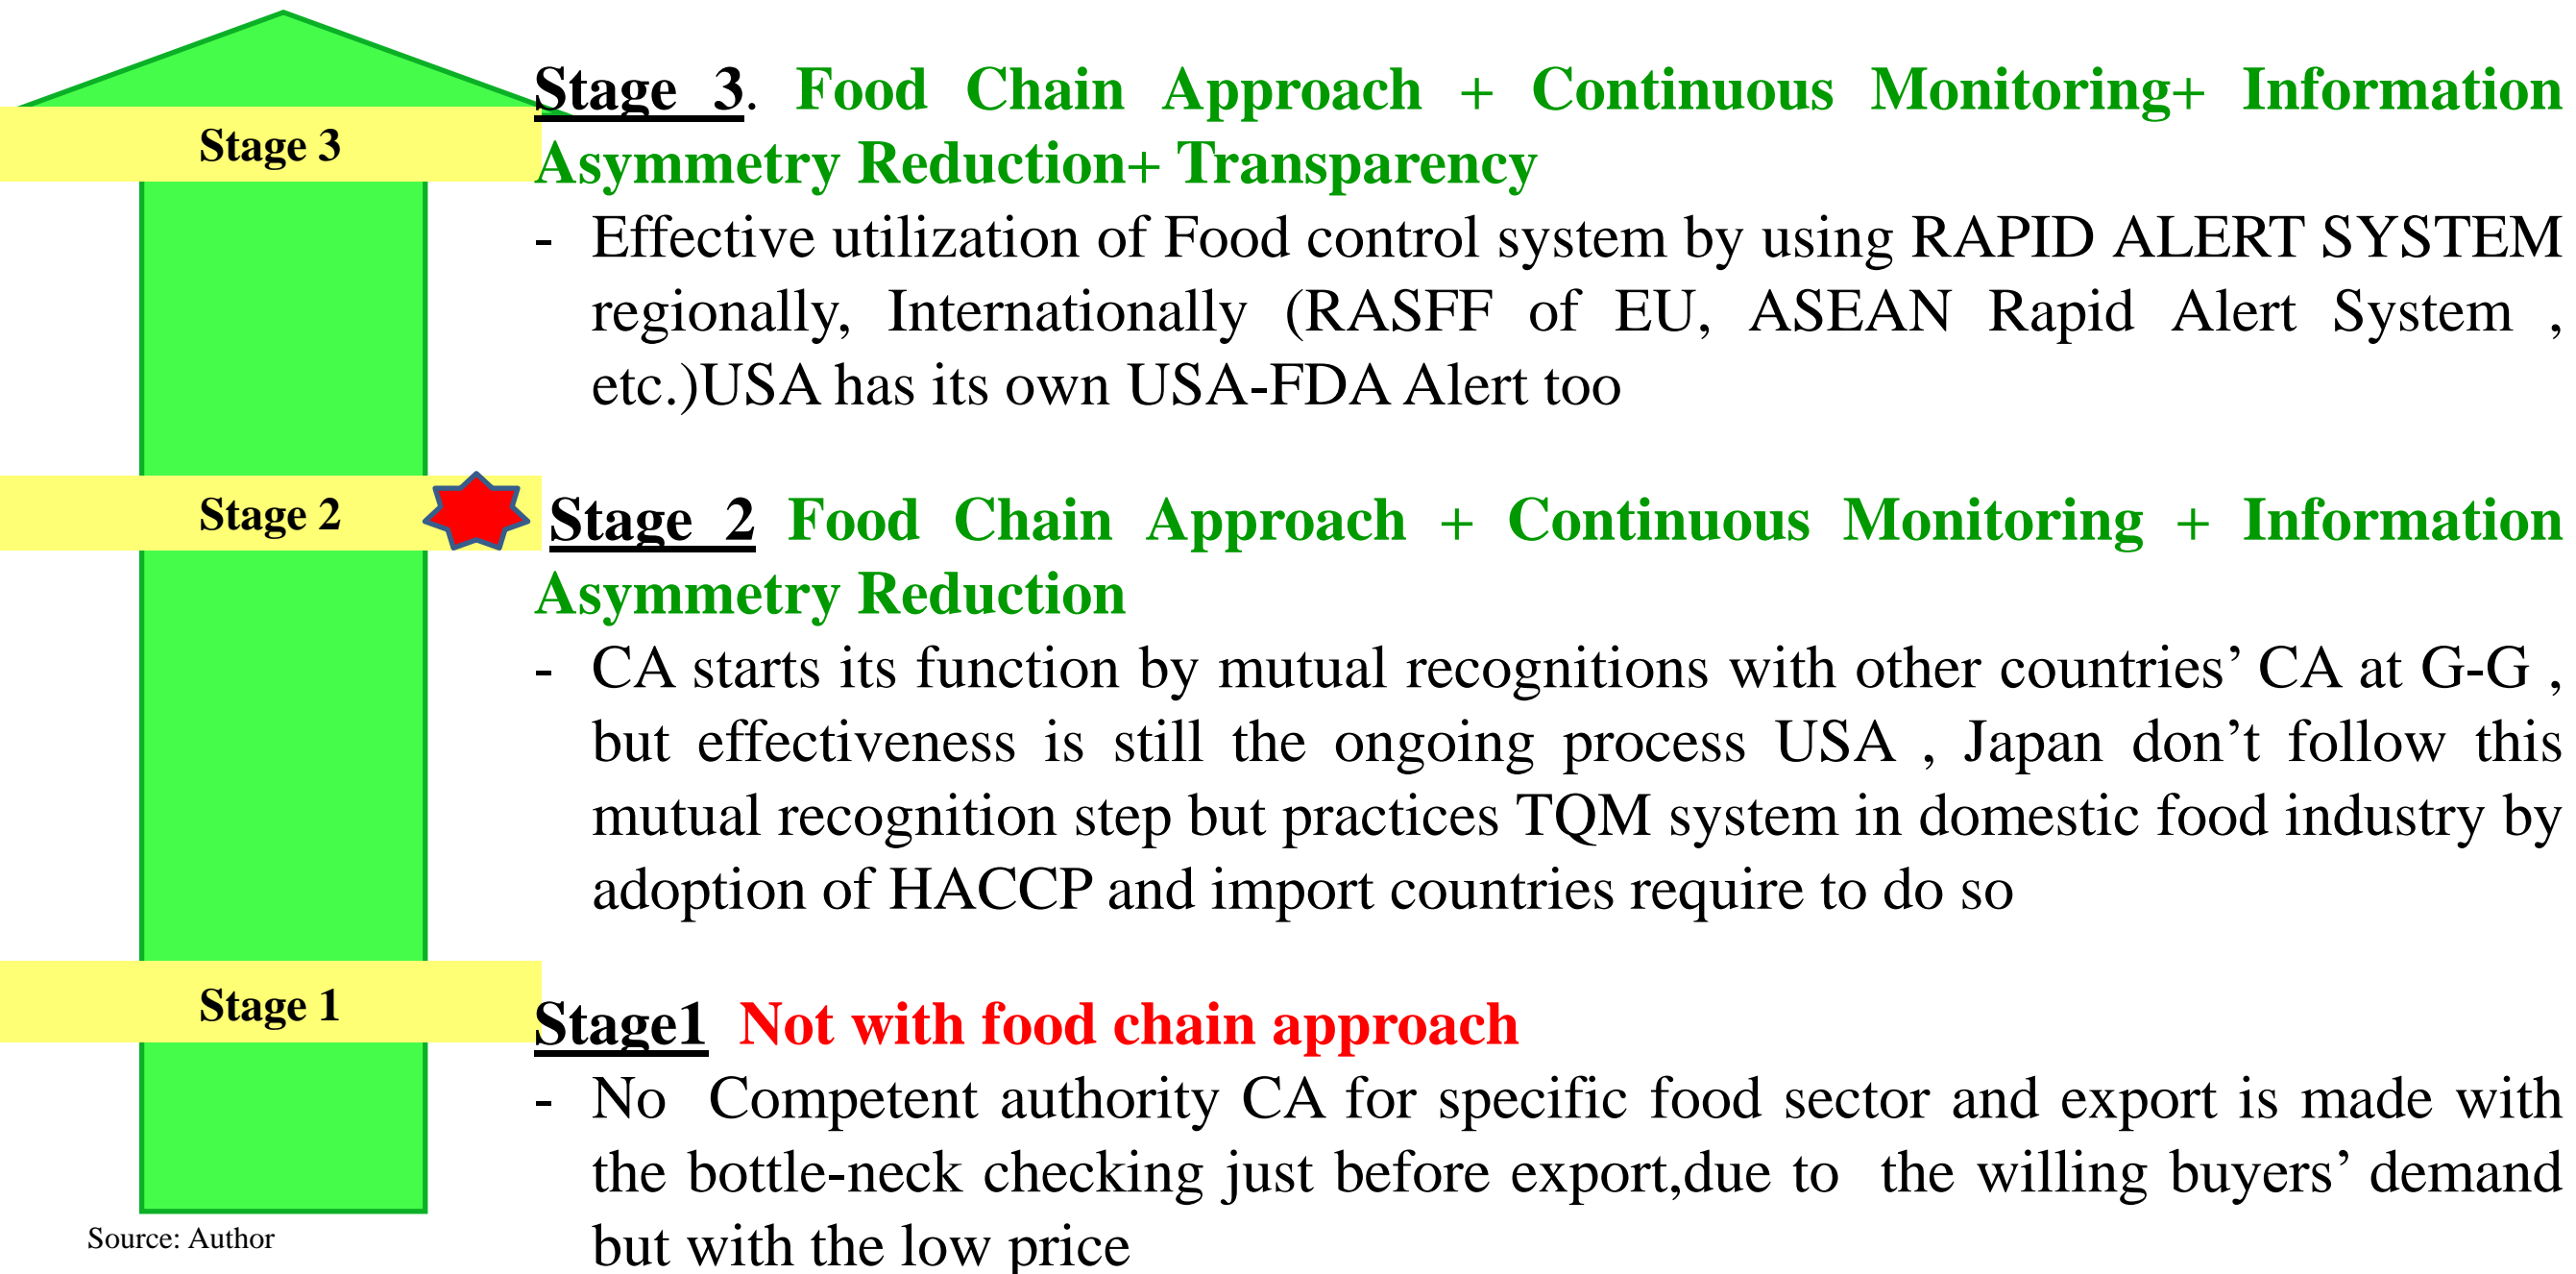 Stage 3
Stage 3. Food Chain Approach + Continuous Monitoring+ Information
Asymmetry Reduction+ Transparency
- Effective utilization of Food control system by using RAPID ALERT SYSTEM
regionally, Internationally (RASFF of EU, ASEAN Rapid Alert System ,
etc.)USA has its own USA-FDA Alert too
Stage 2
Stage 2 Food Chain Approach + Continuous Monitoring + Information
Asymmetry Reduction
- CA starts its function by mutual recognitions with other countries’ CA at G-G ,
but effectiveness is still the ongoing process USA , Japan don’t follow this
mutual recognition step but practices TQM system in domestic food industry by
adoption of HACCP and import countries require to do so
Stage 1
Stage1 Not with food chain approach
- No Competent authority CA for specific food sector and export is made with
the bottle-neck checking just before export,due to the willing buyers’ demand
but with the low price
Source: Author